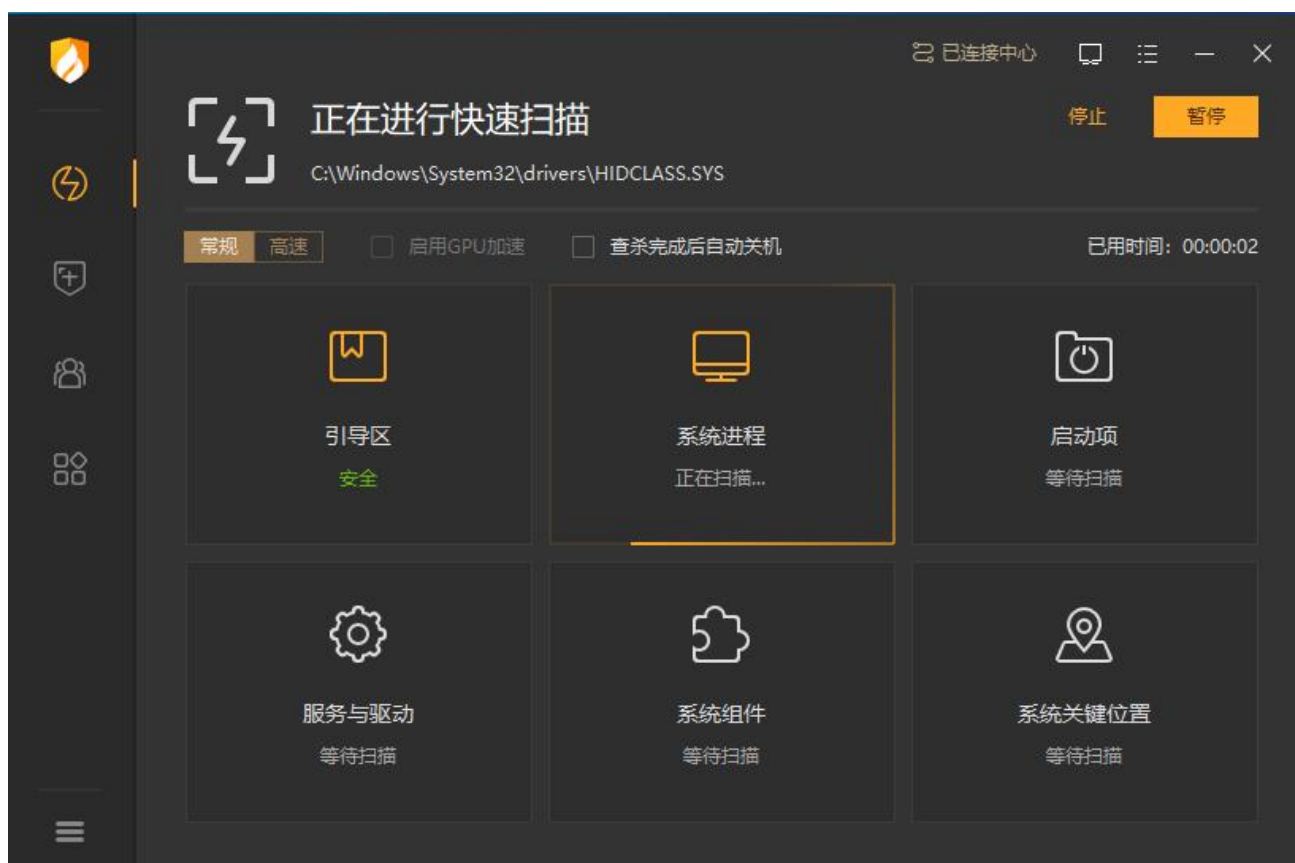 已连接中心
正在进行快速扫描
停止
暂停
C:\Windows\System32\drivers\HIDCLASS.SYS
常规
高速
启用GPU加速
查杀完成后自动关机
已用时间：00:00:02
引导区
安全
系统进程
正在扫描...
启动项
等待扫描
服务与驱动
等待扫描
系统组件
等待扫描
系统关键位置
等待扫描